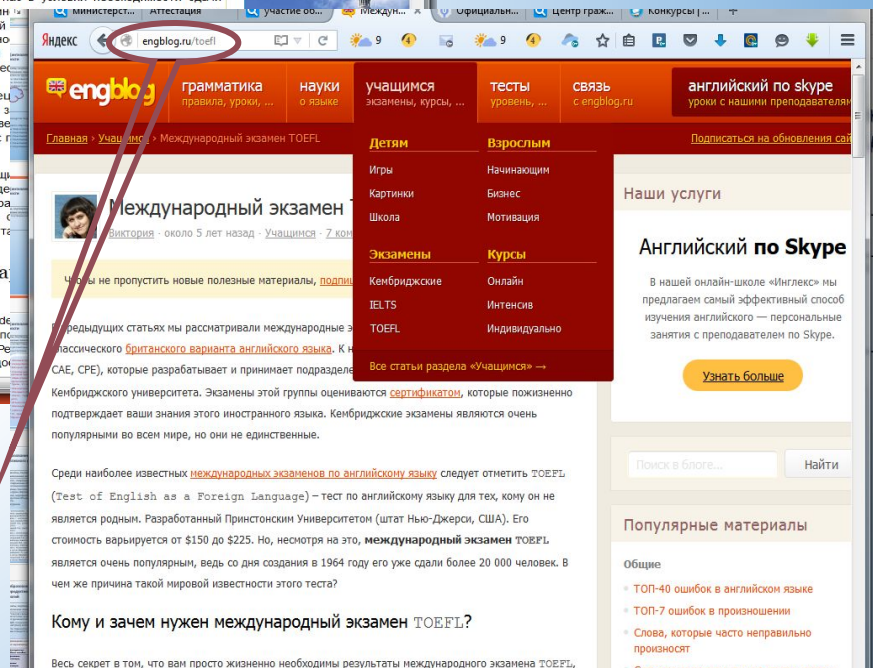 Министерст...
Аттестация
участие об...
Междун...
Официальн...
Центр граж...
Конкурсы | ...
Яндекс
engblog.ru/toefl
9
9
engblog
грамматика
правила, уроки, ...
науки
о языке
учащимся
экзамены, курсы, ...
тесты
уровень, ...
связь
с engblog.ru
английский по skype
уроки с нашими преподавателям
Главная › Учащимся › Международный экзамен TOEFL
Подписаться на обновления сай
Детям
Игры
Картинки
Школа
Взрослым
Начинающим
Бизнес
Мотивация
Экзамены
Кембриджские
IELTS
TOEFL
Курсы
Онлайн
Интенсив
Индивидуально
Все статьи раздела «Учащимся» →
Международный экзамен
Виктория · около 5 лет назад · Учащимся · 7 ком
Чтобы не пропустить новые полезные материалы, подпи
В предыдущих статьях мы рассматривали международные э
классического британского варианта английского языка. К н
CAE, CPE), которые разрабатывает и принимает подразделе
Кембриджского университета. Экзамены этой группы оцениваются сертификатом, которые пожизненно
подтверждает ваши знания этого иностранного языка. Кембриджские экзамены являются очень
популярными во всем мире, но они не единственные.
Среди наиболее известных международных экзаменов по английскому языку следует отметить TOEFL
(Test of English as a Foreign Language) – тест по английскому языку для тех, кому он не
является родным. Разработанный Принстонским Университетом (штат Нью-Джерси, США). Его
стоимость варьируется от $150 до $225. Но, несмотря на это, международный экзамен TOEFL
является очень популярным, ведь со дня создания в 1964 году его уже сдали более 20 000 человек. В
чем же причина такой мировой известности этого теста?
Кому и зачем нужен международный экзамен TOEFL?
Весь секрет в том, что вам просто жизненно необходимы результаты международного экзамена TOEFL,
Наши услуги
Английский по Skype
В нашей онлайн-школе «Инглекс» мы
предлагаем самый эффективный способ
изучения английского — персональные
занятия с преподавателем по Skype.
Узнать больше
Поиск в блоге...
Найти
Популярные материалы
Общие
ТОП-40 ошибок в английском языке
ТОП-7 ошибок в произношении
Слова, которые часто неправильно
произносят